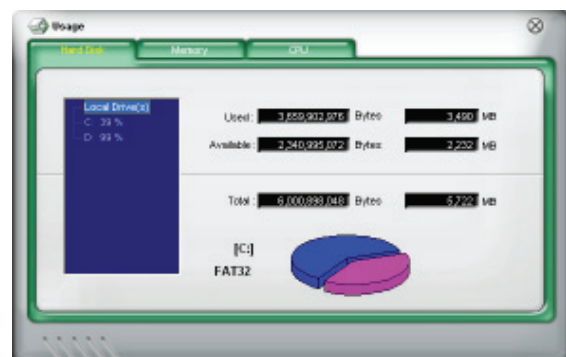 Usage
Hard Disk Memory CPU
Local Drive(s)
C: 39 %
D: 99 %
Used: 3,659,902,976 Bytes 3,490 MB
Available: 2,340,995,072 Bytes 2,232 MB
Total: 6,000,898,048 Bytes 5,722 MB
[C:]
FAT32